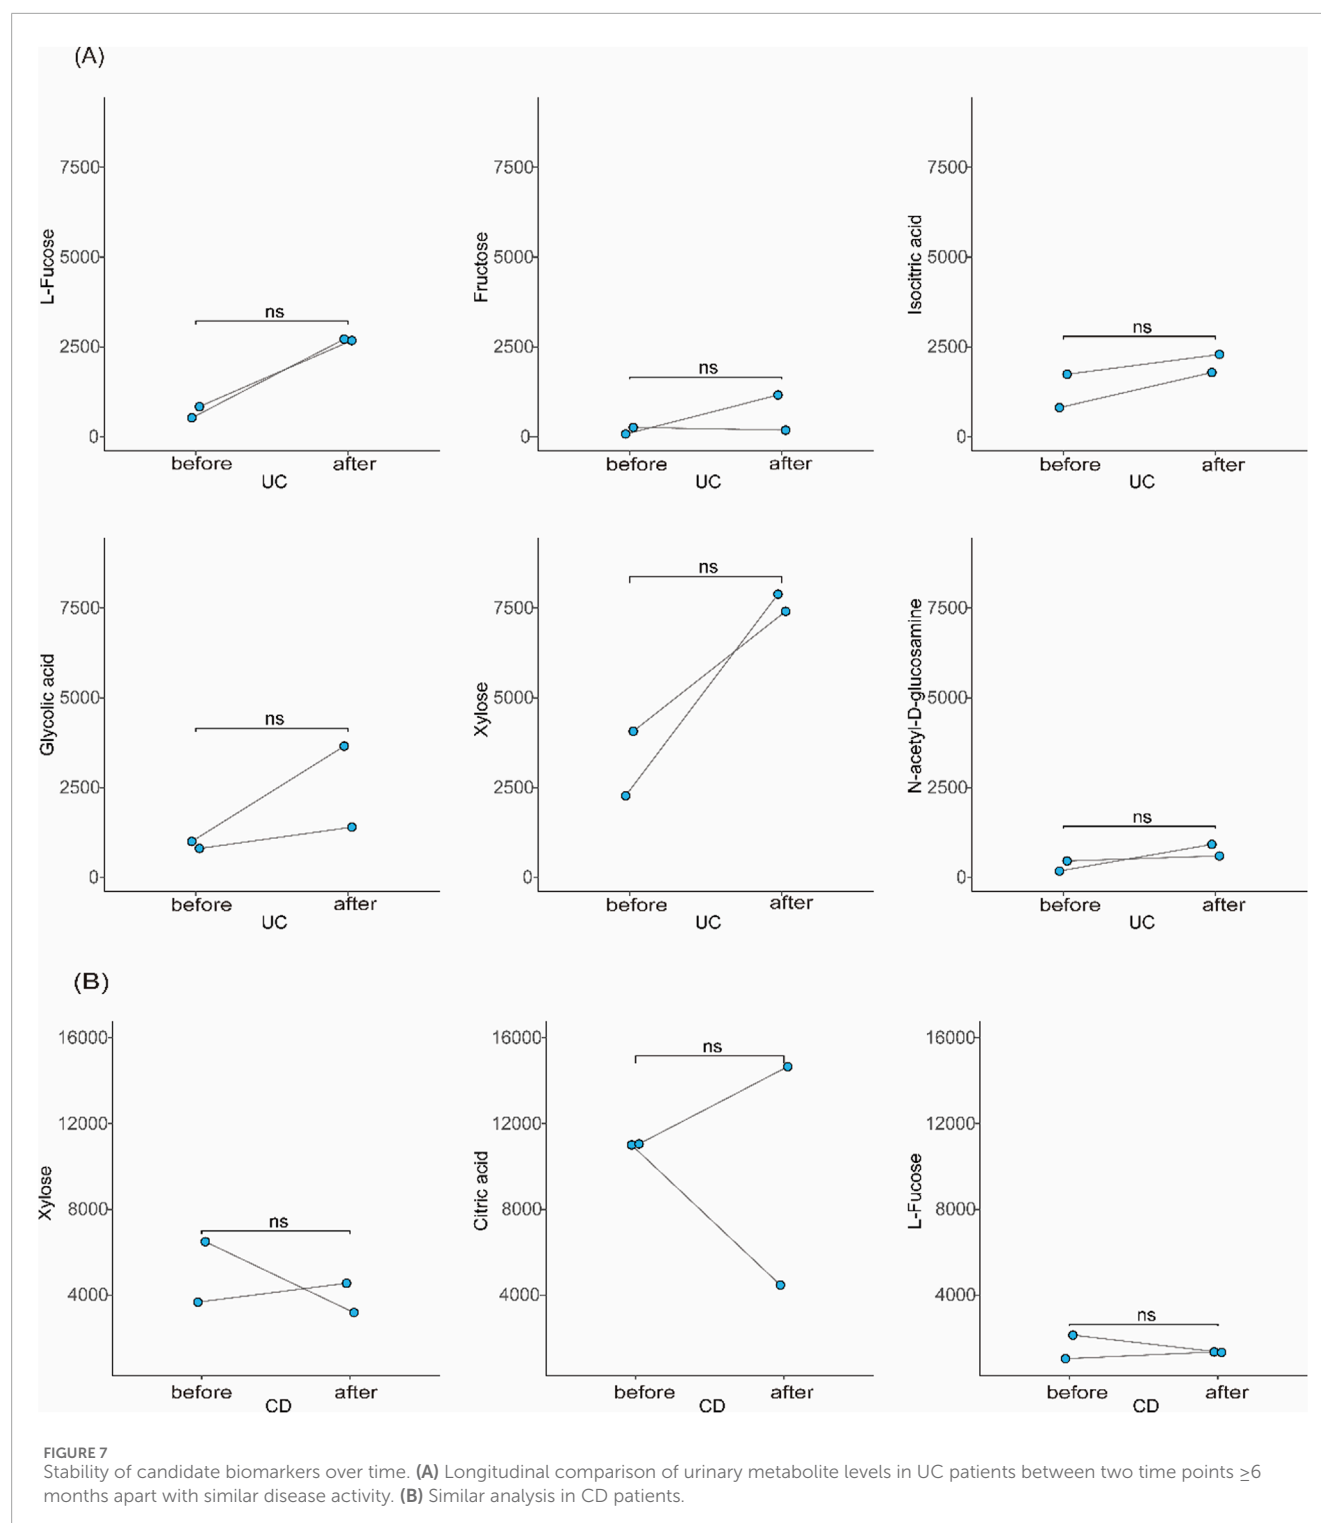 (A)
L-Fucose
7500
5000
2500
0
ns
before after
UC
Fructose
7500
5000
2500
0
ns
before after
UC
Isocitric acid
7500
5000
2500
0
ns
before after
UC
Glycolic acid
7500
5000
2500
0
ns
before after
UC
Xylose
7500
5000
2500
0
ns
before after
UC
N-acetyl-D-glucosamine
7500
5000
2500
0
ns
before after
UC
(B)
Xylose
16000
12000
8000
4000
ns
before after
CD
Citric acid
16000
12000
8000
4000
ns
before after
CD
L-Fucose
16000
12000
8000
4000
ns
before after
CD
FIGURE 7
Stability of candidate biomarkers over time. (A) Longitudinal comparison of urinary metabolite levels in UC patients between two time points ≥6
months apart with similar disease activity. (B) Similar analysis in CD patients.